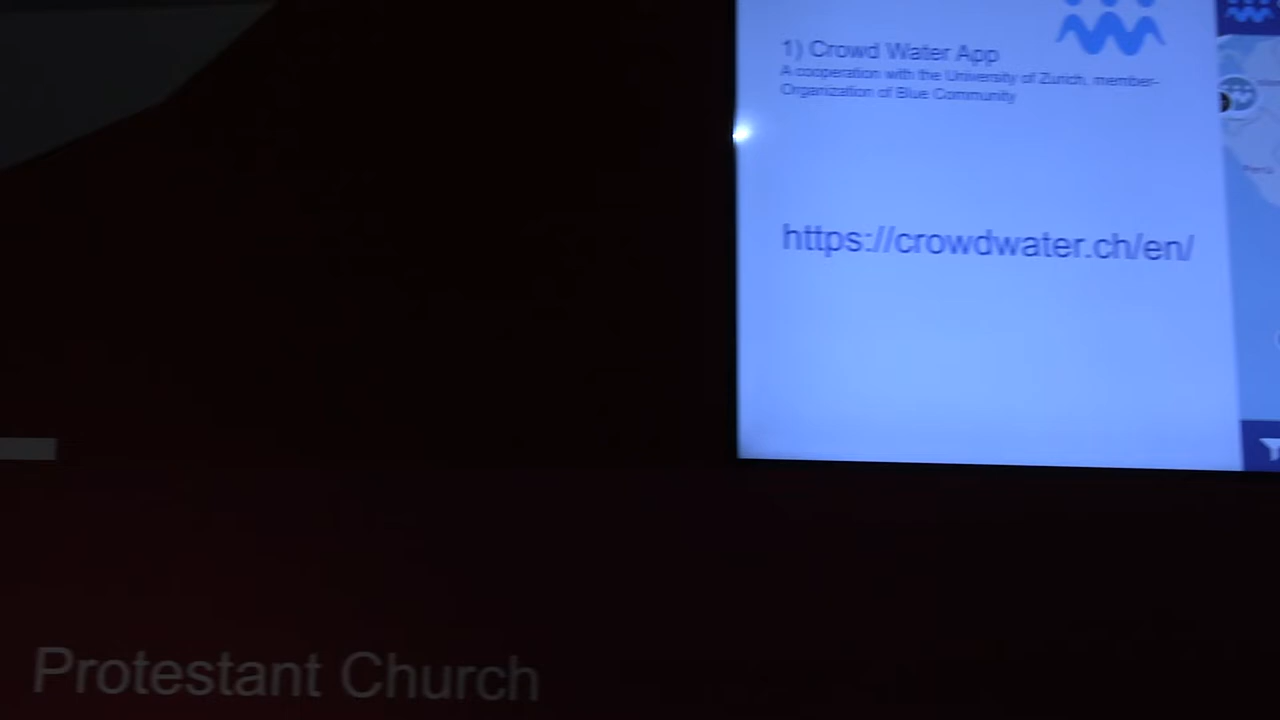 1) Crowd Water App
A cooperation with the University of Zurich, member-
Organization of Blue Community
https://crowdwater.ch/en/
Protestant Church